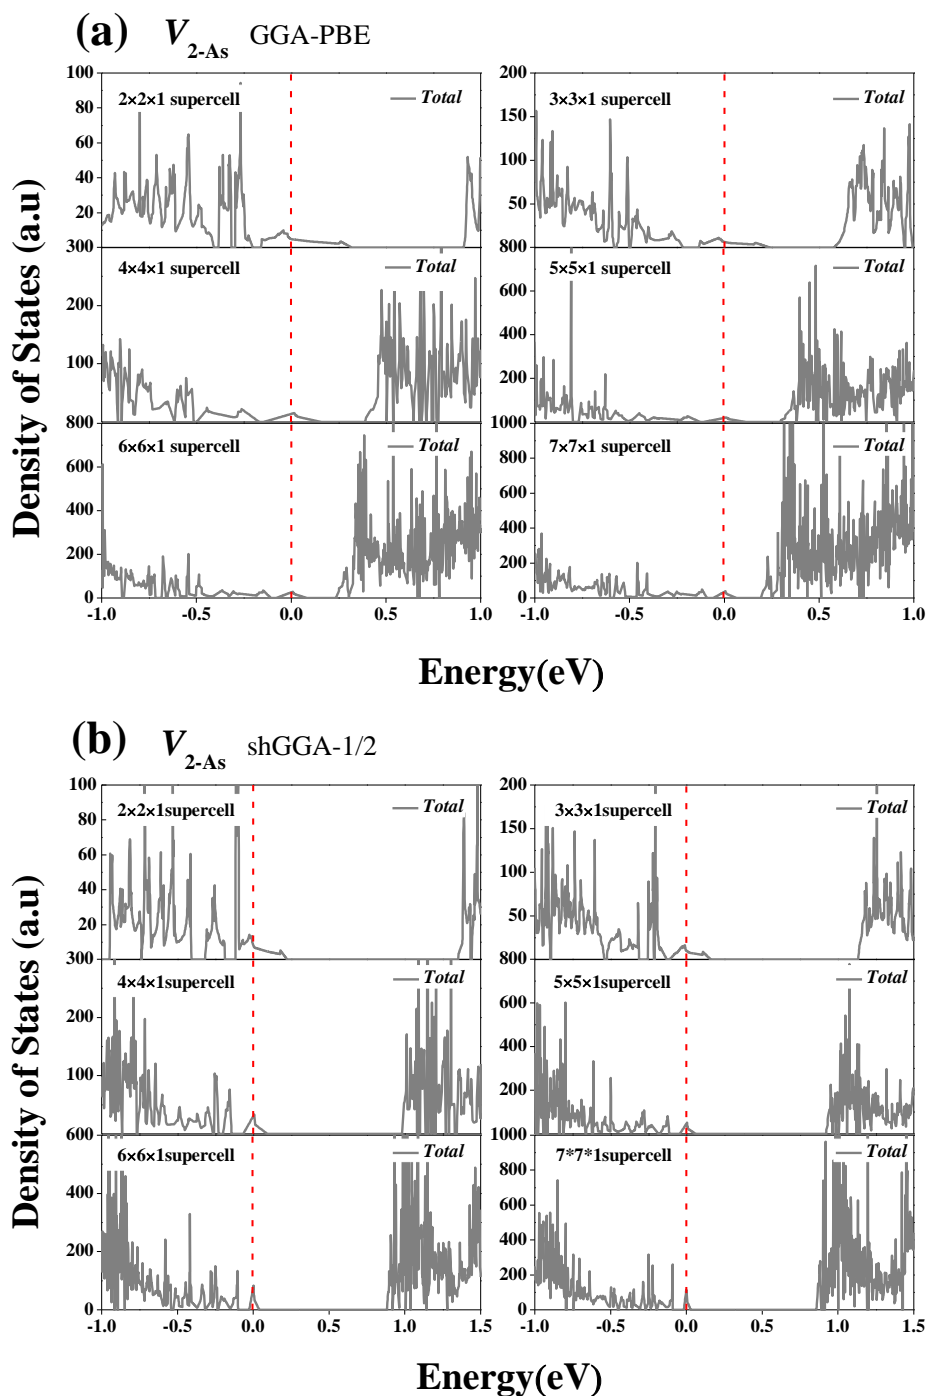 (a) V2-As GGA-PBE
Density of States (a.u)
100
80
60
40
20
2×2×1 supercell
Total
200
150
100
50
3×3×1 supercell
Total
300
200
100
4×4×1 supercell
Total
800
600
400
200
5×5×1 supercell
Total
800
600
400
200
0
6×6×1 supercell
Total
1000
800
600
400
200
0
7×7×1 supercell
Total
-1.0 -0.5 0.0 0.5 1.0
-1.0 -0.5 0.0 0.5 1.0
Energy(eV)
(b) V2-As shGGA-1/2
Density of States (a.u)
100
80
60
40
20
2×2×1supercell
Total
200
150
100
50
3×3×1supercell
Total
300
200
100
4×4×1supercell
Total
800
600
400
200
5×5×1supercell
Total
600
400
200
0
6×6×1supercell
Total
1000
800
600
400
200
0
7*7*1supercell
Total
-1.0 -0.5 0.0 0.5 1.0 1.5
-1.0 -0.5 0.0 0.5 1.0 1.5
Energy(eV)